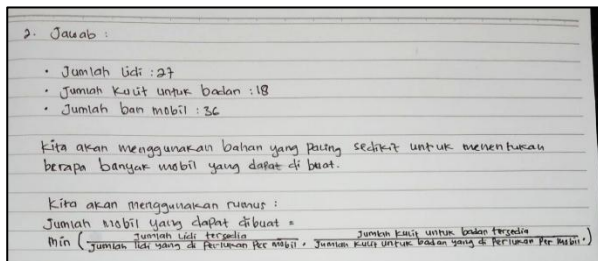 2. Jawab :
• Jumlah lidi : 27
• Jumlah kulit untuk badan : 18
• Jumlah ban mobil : 36
Kita akan menggunakan bahan yang paling sedikit untuk menentukan
berapa banyak mobil yang dapat di buat.
Kita akan menggunakan rumus :
Jumlah mobil yang dapat dibuat =
min ( Jumlah lidi tersedia / Jumlah lidi yang di perlukan per mobil , Jumlah kulit untuk badan tersedia / Jumlah kulit untuk badan yang di perlukan per mobil . )